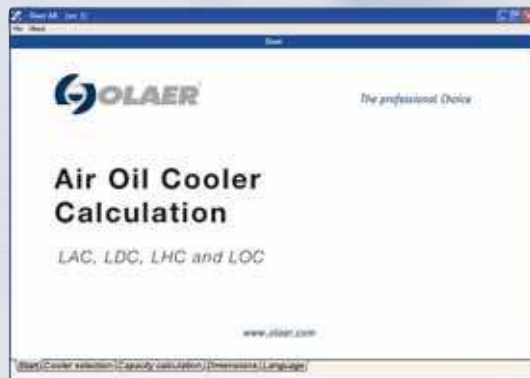 Start
OLAER
The professional Choice
Air Oil Cooler
Calculation
LAC, LDC, LHC and LOC
www.olaer.com
Start Cooler selection Capacity calculation Dimensions Language